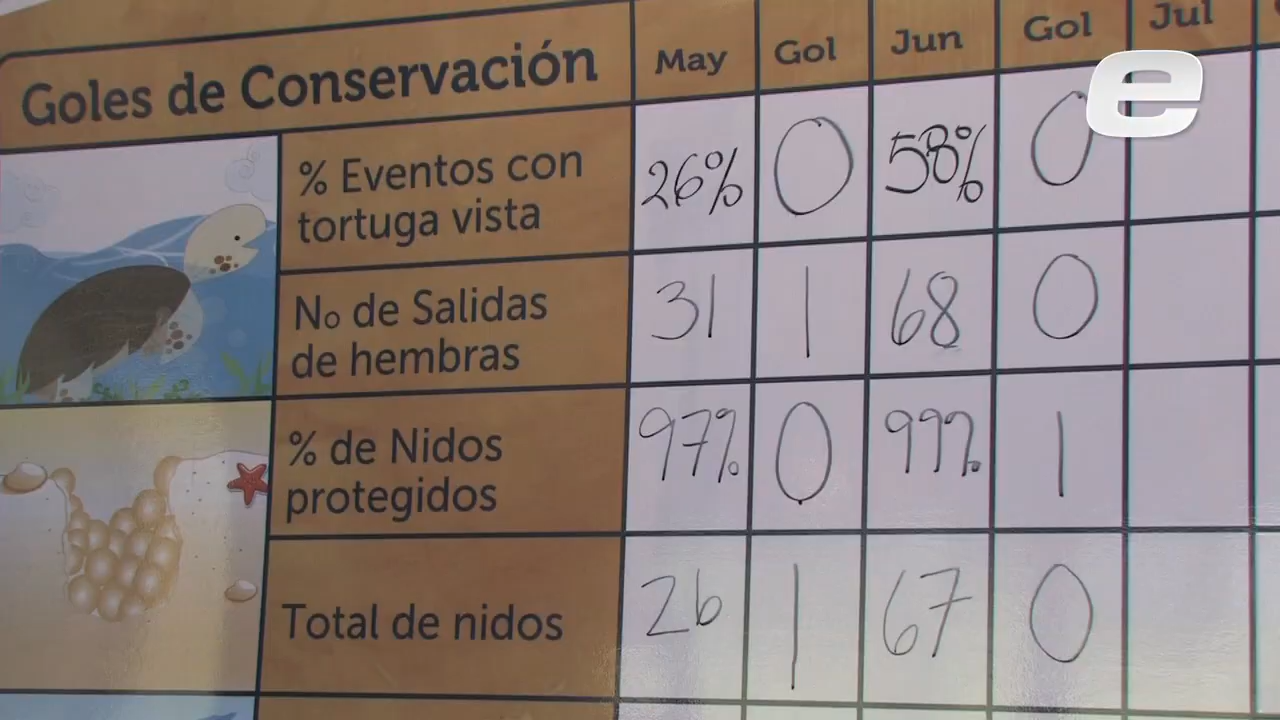 Goles de Conservación May Gol Jun Gol Jul
% Eventos con
tortuga vista
26% 0 58% 0
No de Salidas
de hembras
31 1 68 0
% de Nidos
protegidos
97% 0 99% 1
Total de nidos
26 1 67 0
e